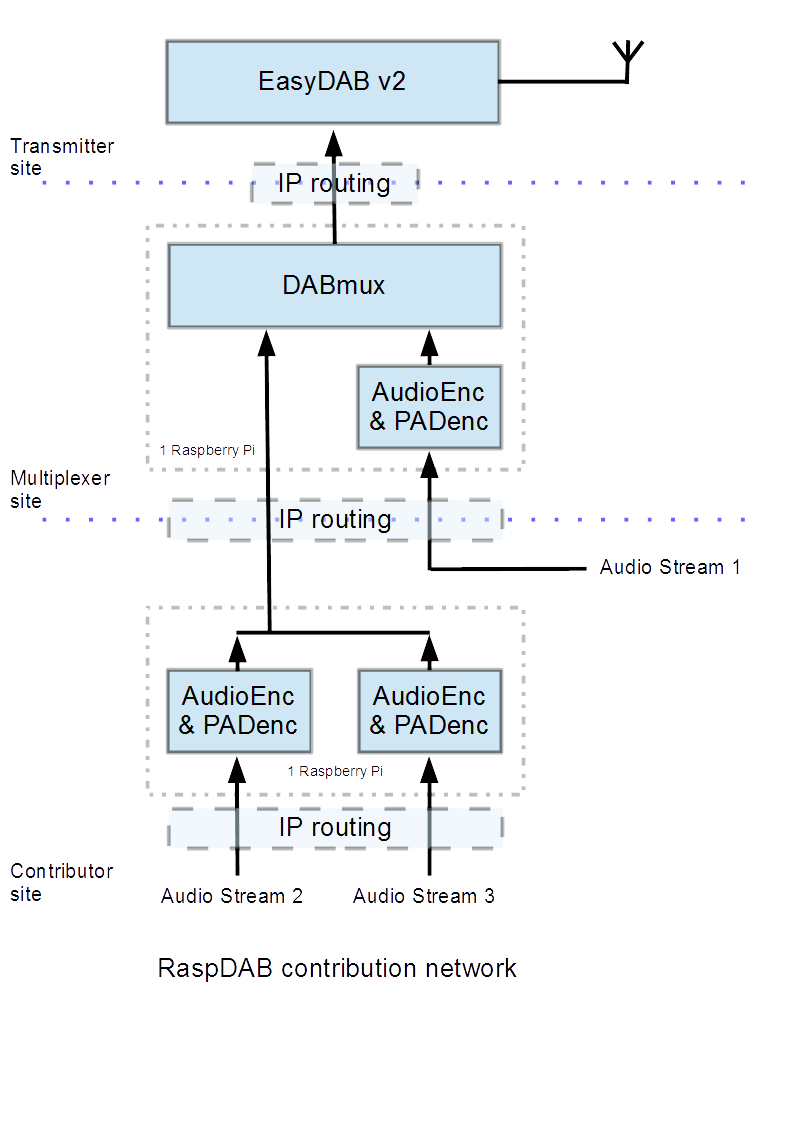 EasyDAB v2
Transmitter
site
IP routing
DABmux
AudioEnc
& PADenc
1 Raspberry Pi
Multiplexer
site
IP routing
Audio Stream 1
AudioEnc
& PADenc
AudioEnc
& PADenc
1 Raspberry Pi
IP routing
Contributor
site
Audio Stream 2
Audio Stream 3
RaspDAB contribution network